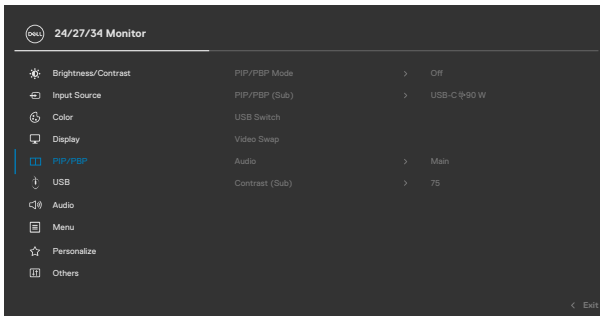 DELL 24/27/34 Monitor
Brightness/Contrast PIP/PBP Mode > Off
Input Source PIP/PBP (Sub) > USB-C 90 W
Color USB Switch
Display Video Swap
PIP/PBP Audio > Main
USB Contrast (Sub) > 75
Audio
Menu
Personalize
Others
< Exit